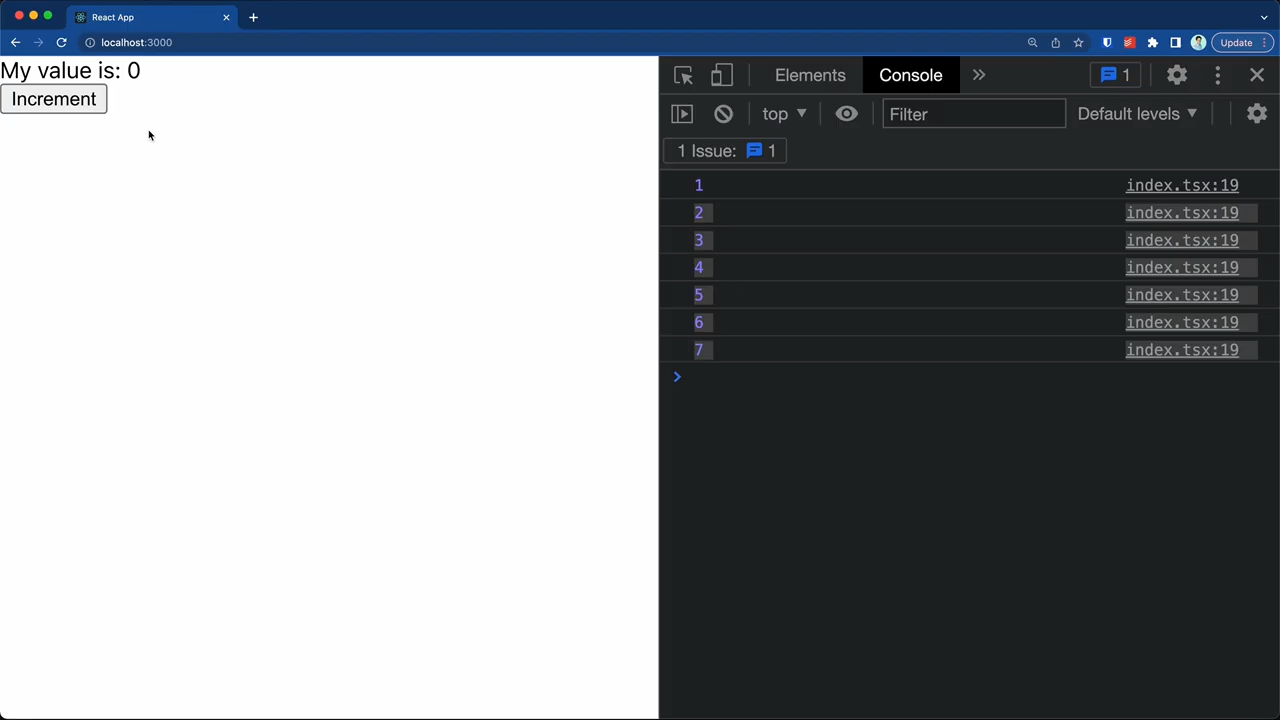 React App
localhost:3000
Update
My value is: 0
Increment
Elements
Console
1
top
Filter
Default levels
1 Issue: 1
1 index.tsx:19
2 index.tsx:19
3 index.tsx:19
4 index.tsx:19
5 index.tsx:19
6 index.tsx:19
7 index.tsx:19